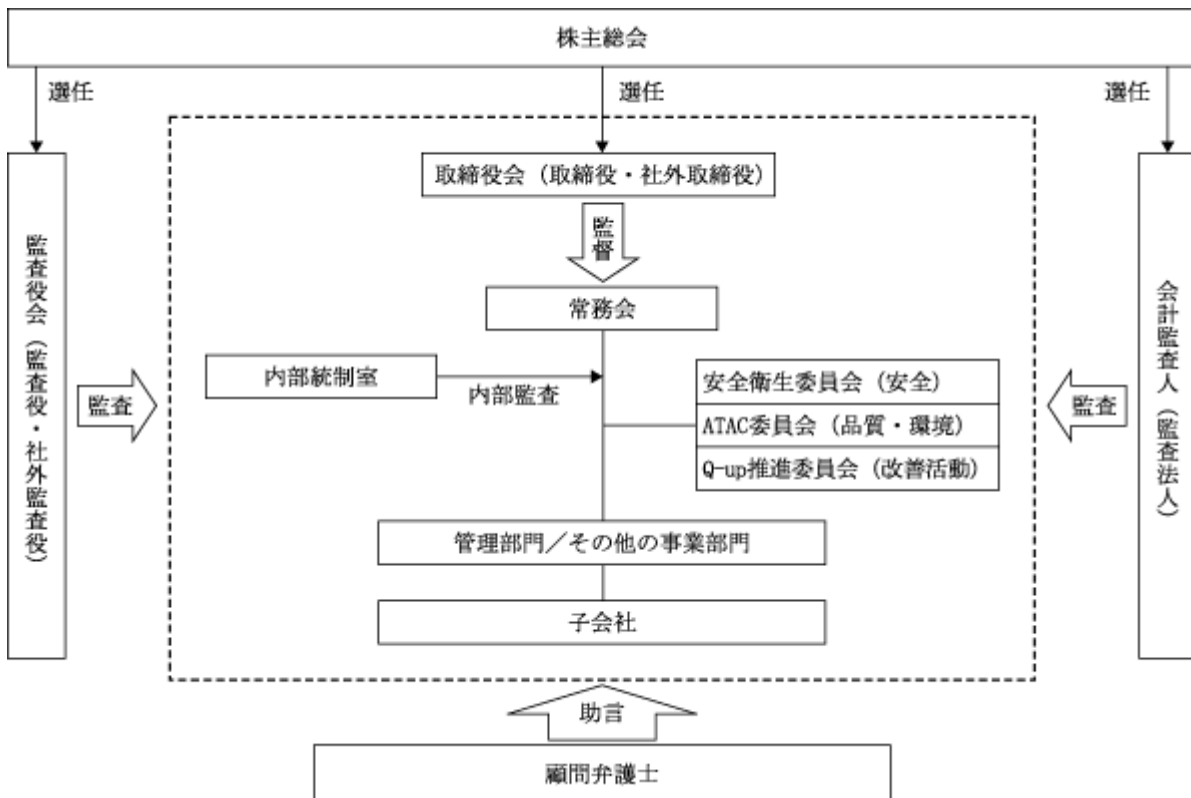 株主総会
選任
選任
選任
取締役会（取締役・社外取締役）
監督
常務会
監査役会（監査役・社外監査役）
監査
内部統制室
内部監査
安全衛生委員会（安全）
ATAC委員会（品質・環境）
Q-up推進委員会（改善活動）
監査
会計監査人（監査法人）
管理部門／その他の事業部門
子会社
助言
顧問弁護士